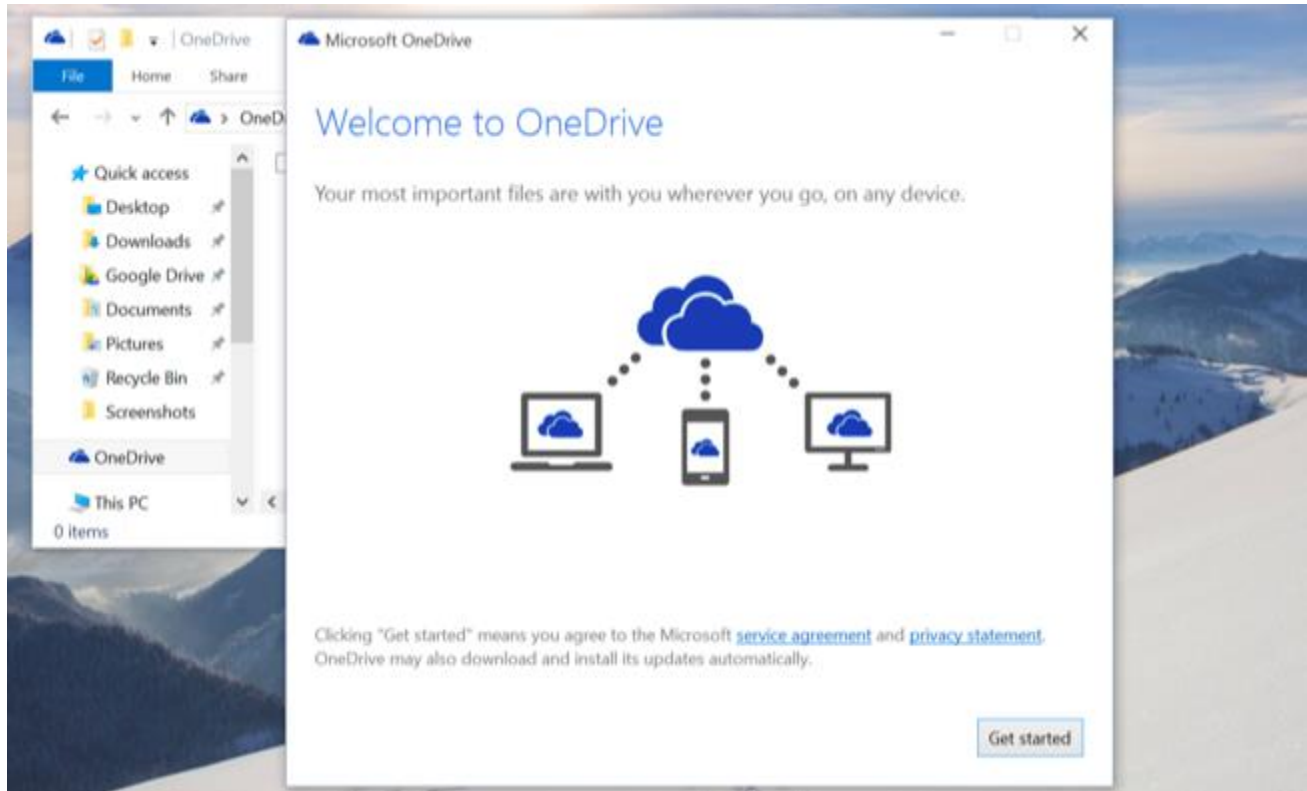 OneDrive
File Home Share
OneD
Quick access
Desktop
Downloads
Google Drive
Documents
Pictures
Recycle Bin
Screenshots
OneDrive
This PC
0 items
Microsoft OneDrive
Welcome to OneDrive
Your most important files are with you wherever you go, on any device.
Clicking "Get started" means you agree to the Microsoft service agreement and privacy statement.
OneDrive may also download and install its updates automatically.
Get started